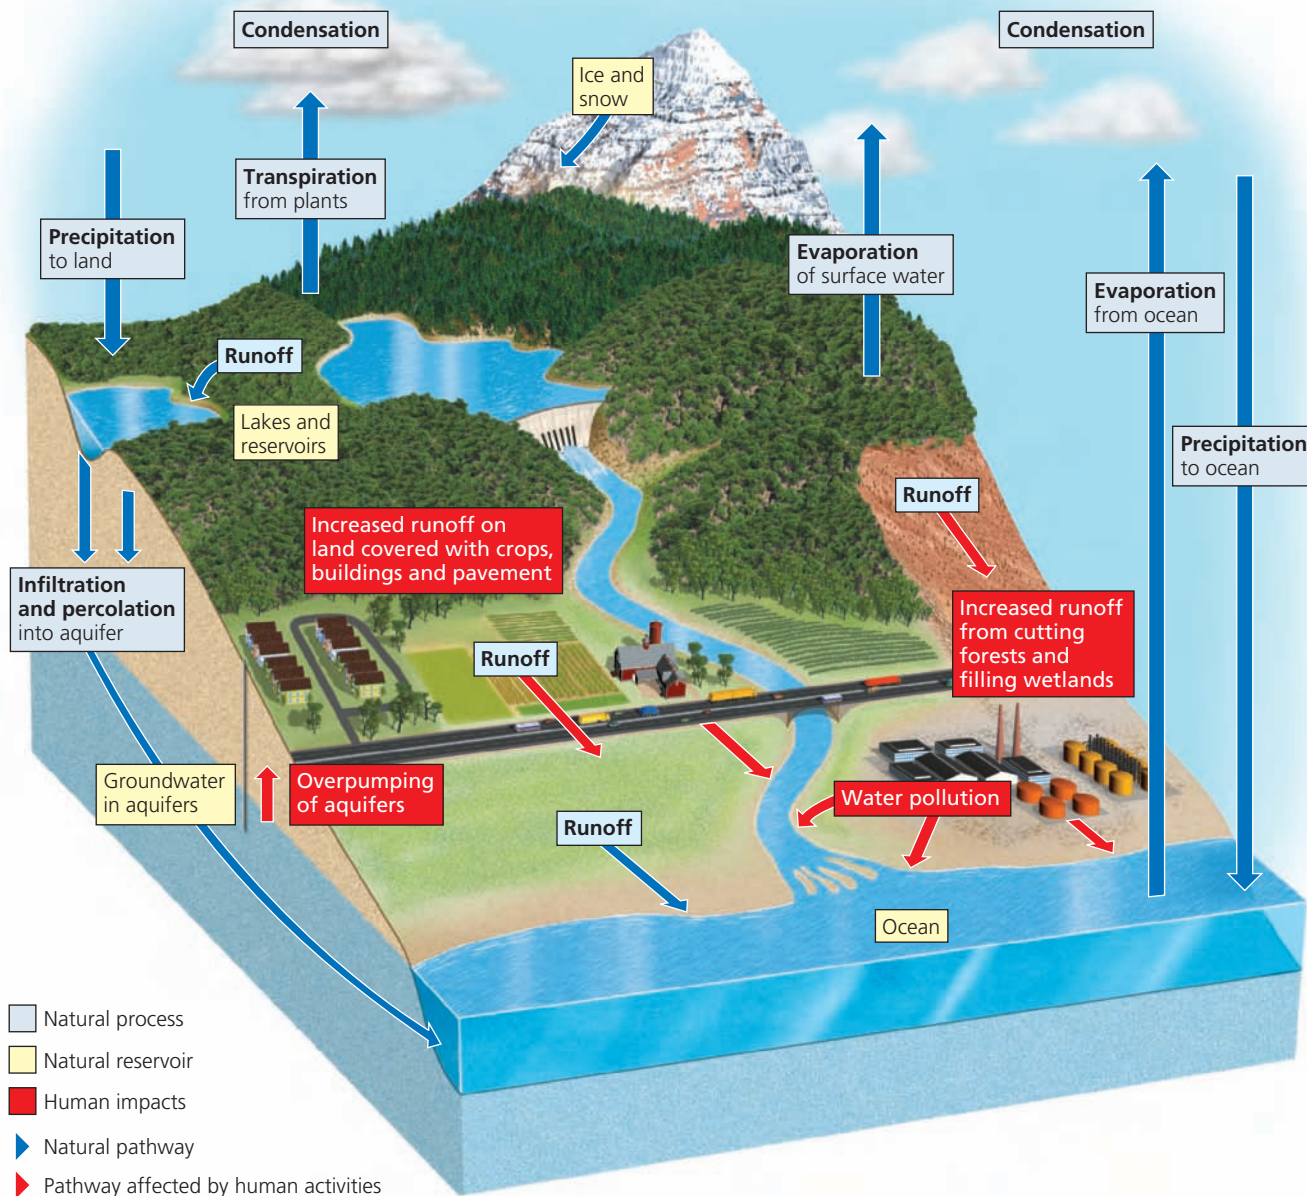 Condensation
Condensation
Ice and
snow
Transpiration
from plants
Precipitation
to land
Evaporation
of surface water
Evaporation
from ocean
Runoff
Lakes and
reservoirs
Precipitation
to ocean
Runoff
Increased runoff on
land covered with crops,
buildings and pavement
Infiltration
and percolation
into aquifer
Increased runoff
from cutting
forests and
filling wetlands
Runoff
Groundwater
in aquifers
Overpumping
of aquifers
Water pollution
Runoff
Ocean
Natural process
Natural reservoir
Human impacts
Natural pathway
Pathway affected by human activities